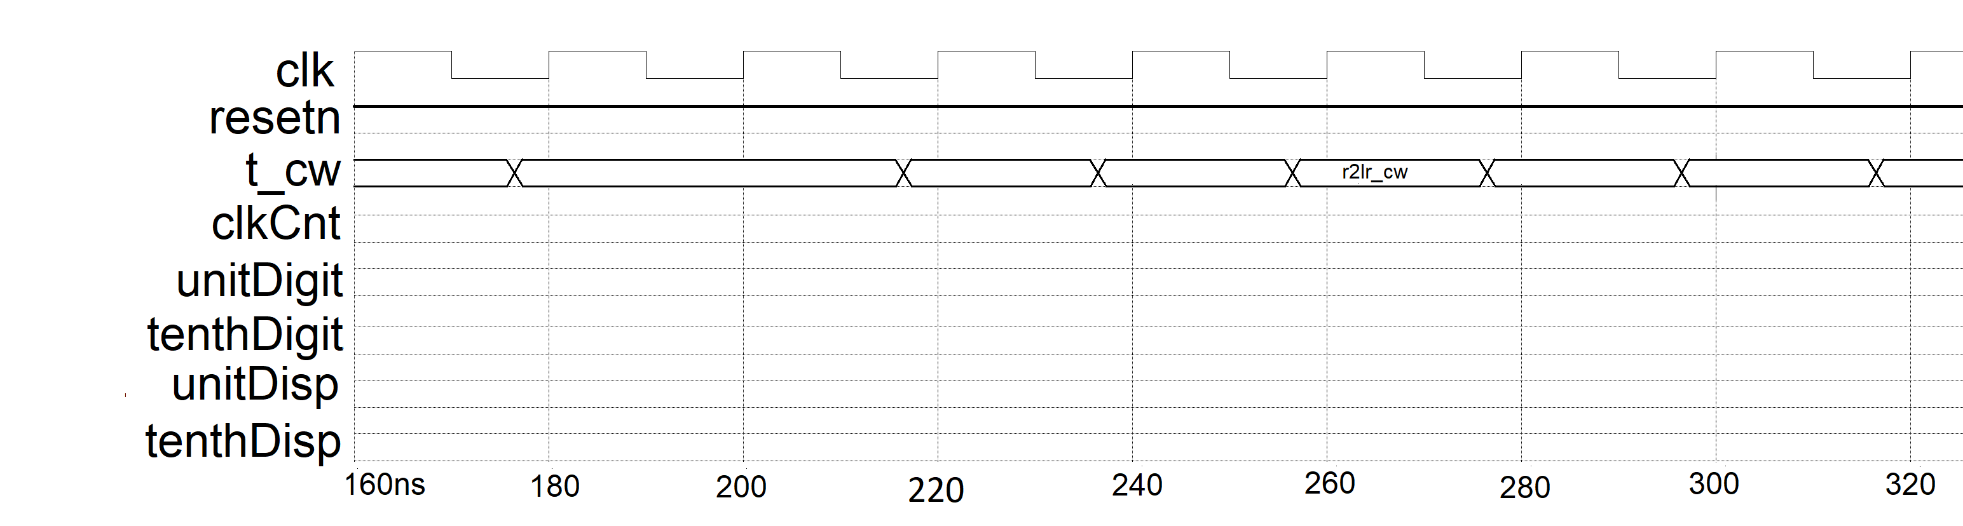 clk
resetn
t_cw
r2lr_cw
clkCnt
unitDigit
tenthDigit
unitDisp
tenthDisp
160ns 180 200 220 240 260 280 300 320